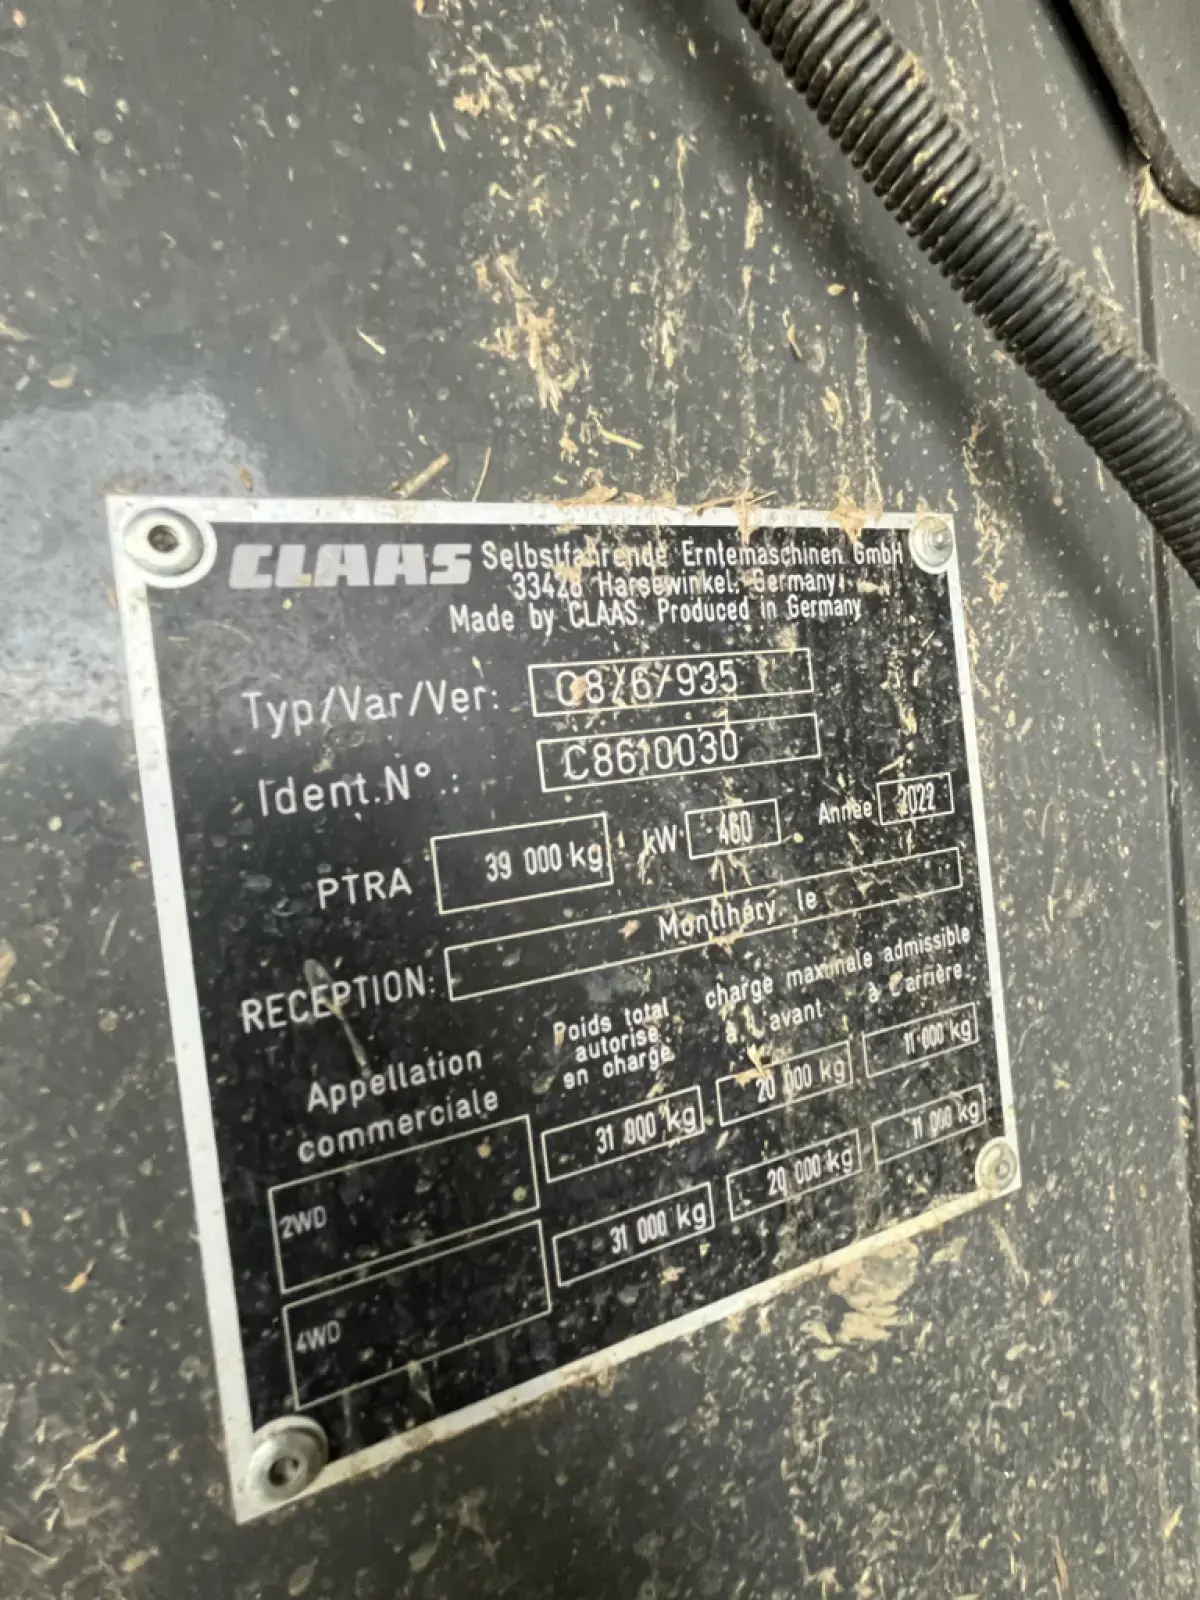 CLAAS Selbstfahrende Erntemaschinen GmbH
33428 Harsewinkel, Germany
Made by CLAAS, Produced in Germany
Typ/Var/Ver: C8/6/935
Ident.N° : C8610030
PTRA 39 000 kg kW 460 Année 2022
RECEPTION: Montlhéry, le
Appellation commerciale
Poids total autorise en charge
charge maximale admissible
à l'avant à l'arrière
2WD 31 000 kg 20 000 kg 11 000 kg
4WD 31 000 kg 20 000 kg 11 000 kg